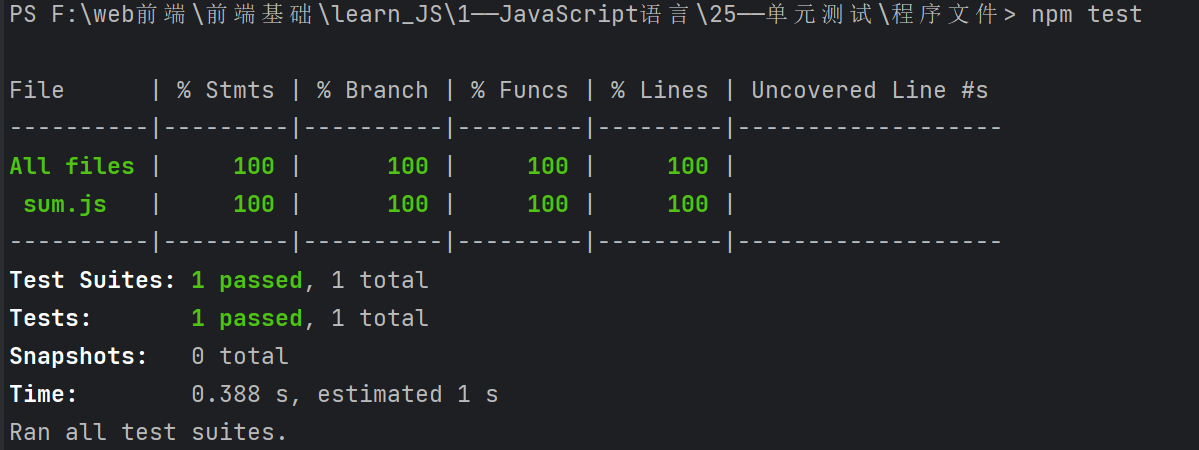 PS F:\web前端\前端基础\learn_JS\1——JavaScript语言\25——单元测试\程序文件> npm test
File      | % Stmts | % Branch | % Funcs | % Lines | Uncovered Line #s
----------|---------|----------|---------|---------|-------------------
All files |     100 |      100 |     100 |     100 |
 sum.js   |     100 |      100 |     100 |     100 |
----------|---------|----------|---------|---------|-------------------
Test Suites: 1 passed, 1 total
Tests:       1 passed, 1 total
Snapshots:   0 total
Time:        0.388 s, estimated 1 s
Ran all test suites.